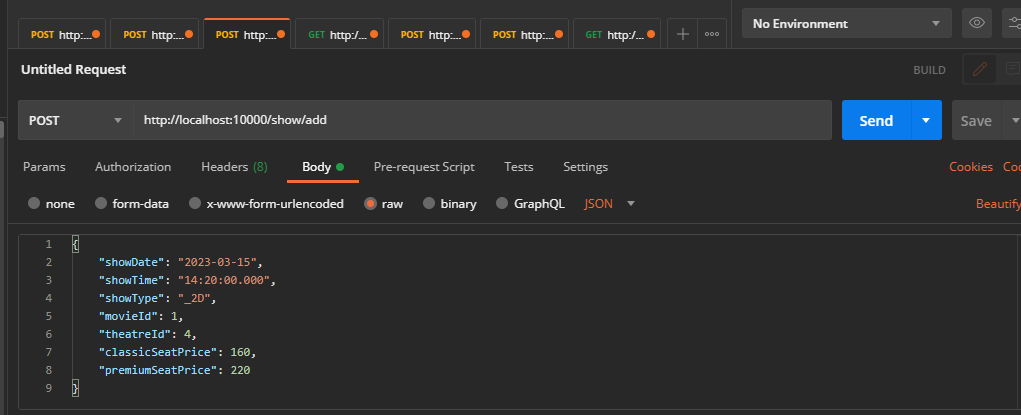 POST http:... POST http:... POST http:... GET http:/... POST http:... POST http:... GET http:/... + ••• No Environment
Untitled Request BUILD
POST http://localhost:10000/show/add Send Save
Params Authorization Headers (8) Body Pre-request Script Tests Settings Cookies Coo
none form-data x-www-form-urlencoded raw binary GraphQL JSON Beautify
1 {
2 "showDate": "2023-03-15",
3 "showTime": "14:20:00.000",
4 "showType": "_2D",
5 "movieId": 1,
6 "theatreId": 4,
7 "classicSeatPrice": 160,
8 "premiumSeatPrice": 220
9 }